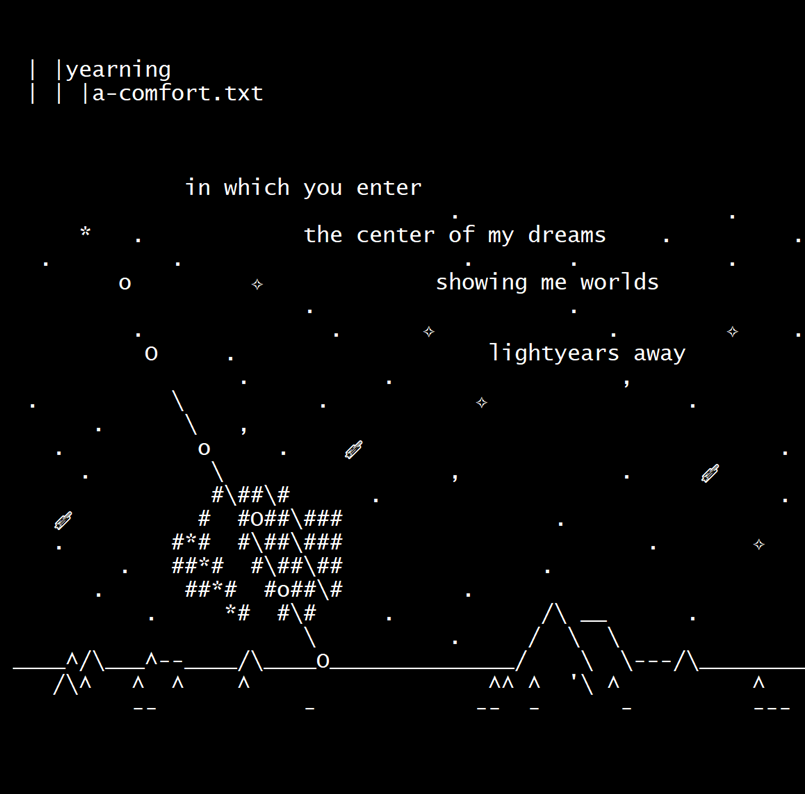 | |yearning
| | |a-comfort.txt
in which you enter
the center of my dreams
showing me worlds
lightyears away